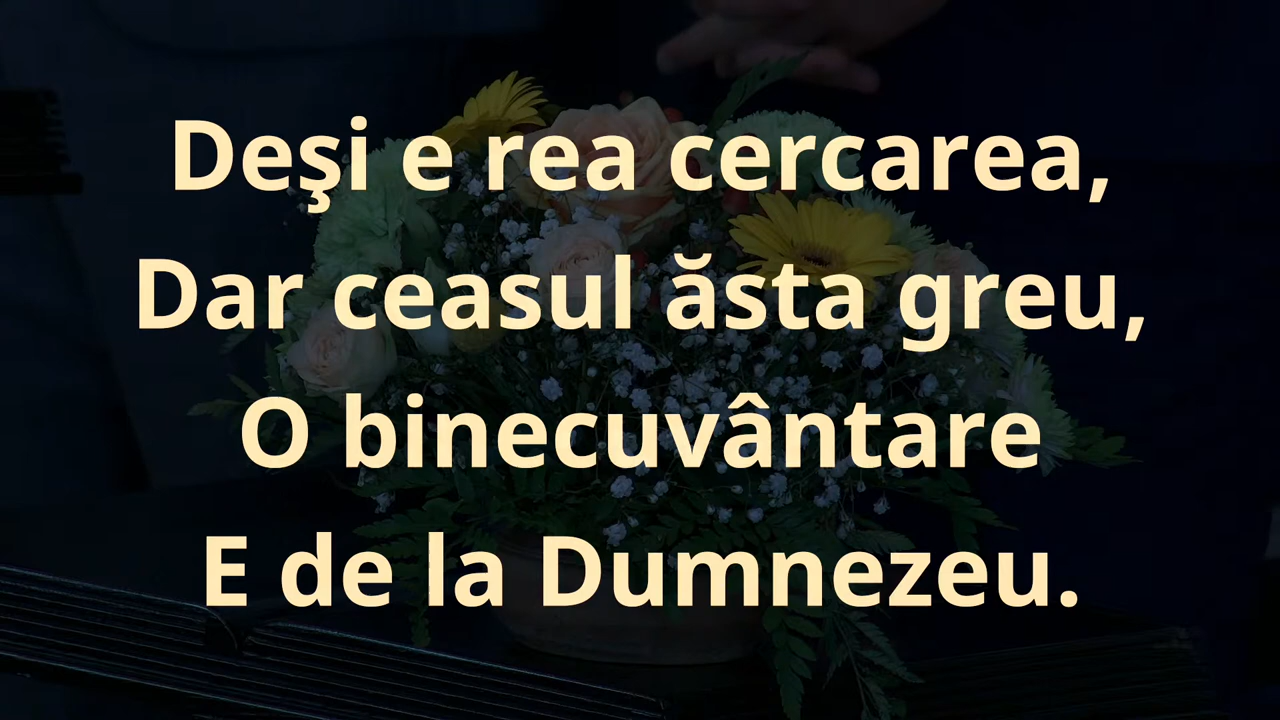 Deşi e rea cercarea,
Dar ceasul ăsta greu,
O binecuvântare
E de la Dumnezeu.